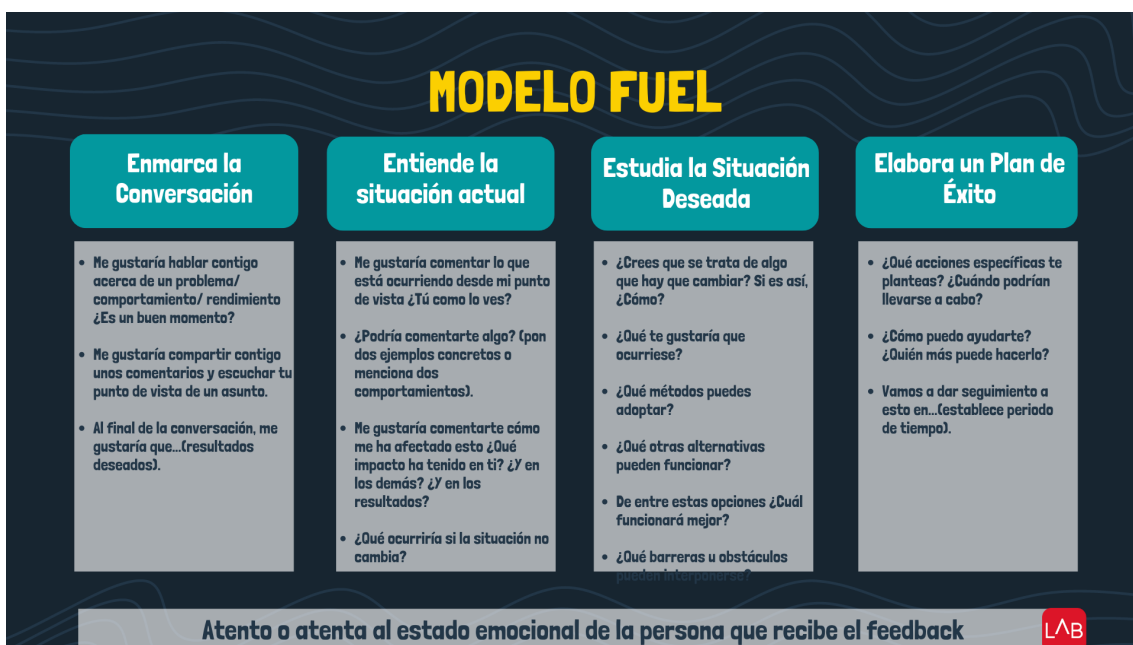 MODELO FUEL
Enmarca la
Conversación
• Me gustaría hablar contigo
acerca de un problema/
comportamiento/ rendimiento
¿Es un buen momento?
• Me gustaría compartir contigo
unos comentarios y escuchar tu
punto de vista de un asunto.
• Al final de la conversación, me
gustaría que...(resultados
deseados).
Entiende la
situación actual
• Me gustaría comentar lo que
está ocurriendo desde mi punto
de vista ¿Tú como lo ves?
• ¿Podría comentarte algo? (pon
dos ejemplos concretos o
menciona dos
comportamientos).
• Me gustaría comentarte cómo
me ha afectado esto ¿Qué
impacto ha tenido en ti? ¿Y en
los demás? ¿Y en los
resultados?
• ¿Qué ocurriría si la situación no
cambia?
Estudia la Situación
Deseada
• ¿Crees que se trata de algo
que hay que cambiar? Si es así,
¿Cómo?
• ¿Qué te gustaría que
ocurriese?
• ¿Qué métodos puedes
adoptar?
• ¿Qué otras alternativas
pueden funcionar?
• De entre estas opciones ¿Cuál
funcionará mejor?
• ¿Qué barreras u obstáculos
pueden interponerse?
Elabora un Plan de
Éxito
• ¿Qué acciones específicas te
planteas? ¿Cuándo podrían
llevarse a cabo?
• ¿Cómo puedo ayudarte?
¿Quién más puede hacerlo?
• Vamos a dar seguimiento a
esto en...(establece periodo
de tiempo).
Atento o atenta al estado emocional de la persona que recibe el feedback
LΛB